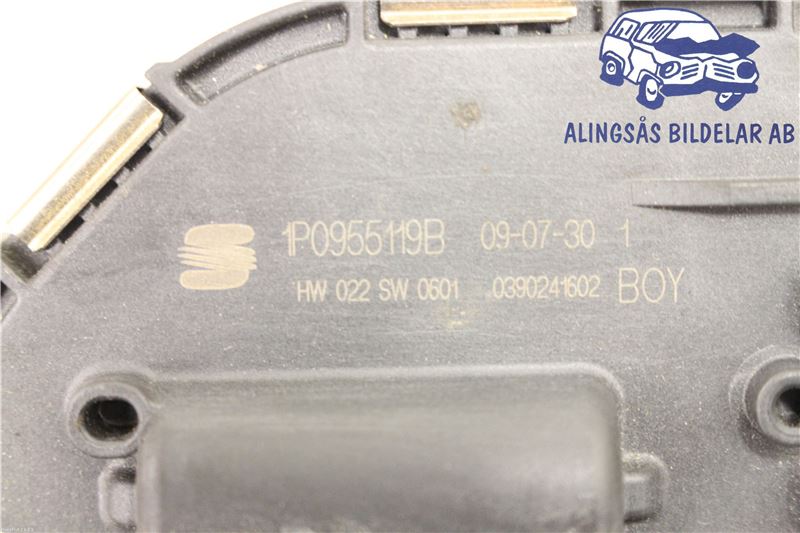 ALINGSÅS BILDELAR AB
1P0955119B 09-07-30 1
HW 022 SW 0601 0390241602 BOY